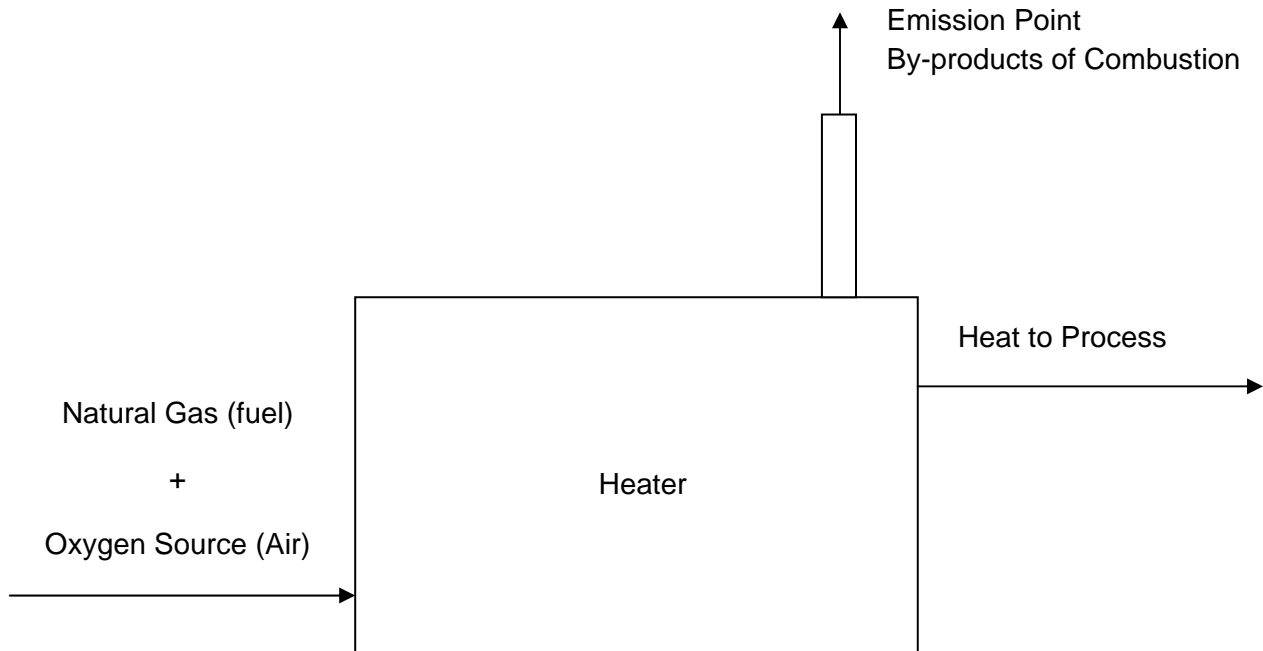 Emission Point
By-products of Combustion
Heat to Process
Natural Gas (fuel)
+
Heater
Oxygen Source (Air)